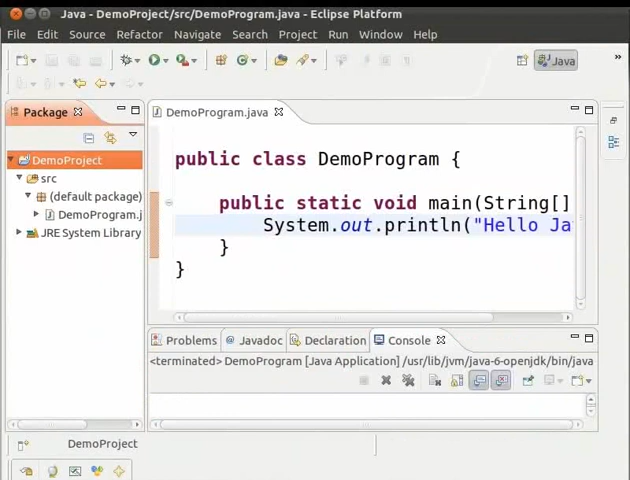 Java - DemoProject/src/DemoProgram.java - Eclipse Platform
File Edit Source Refactor Navigate Search Project Run Window Help
Java
Package
DemoProject
src
(default package)
DemoProgram.j
JRE System Library
DemoProgram.java
public class DemoProgram {
public static void main(String[]
System.out.println("Hello Ja
}
}
Problems Javadoc Declaration Console
<terminated> DemoProgram [Java Application] /usr/lib/jvm/java-6-openjdk/bin/java
DemoProject